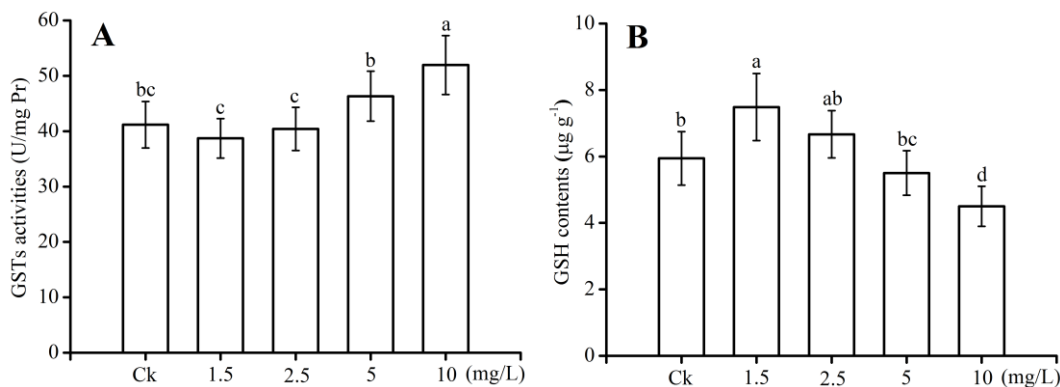 A
GSTs activities (U/mg Pr)
60
50
40
30
20
10
0
bc
c
c
b
a
Ck 1.5 2.5 5 10 (mg/L)
B
GSH contents (μg g⁻¹)
10
8
6
4
2
0
b
a
ab
bc
d
Ck 1.5 2.5 5 10 (mg/L)